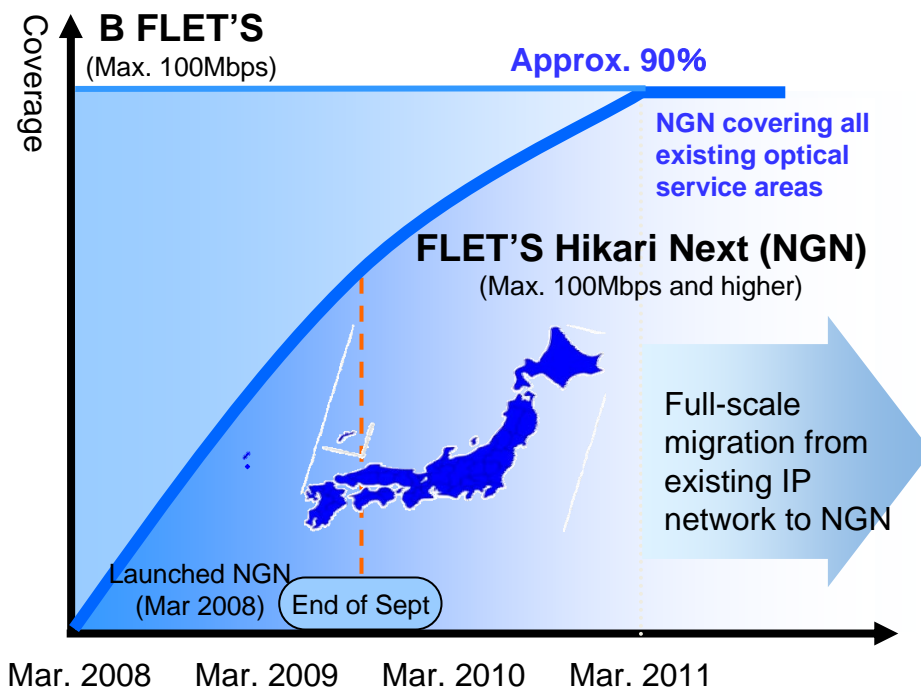 Coverage
B FLET'S
(Max. 100Mbps)
Approx. 90%
NGN covering all
existing optical
service areas
FLET'S Hikari Next (NGN)
(Max. 100Mbps and higher)
Full-scale
migration from
existing IP
network to NGN
Launched NGN
(Mar 2008)
End of Sept
Mar. 2008
Mar. 2009
Mar. 2010
Mar. 2011